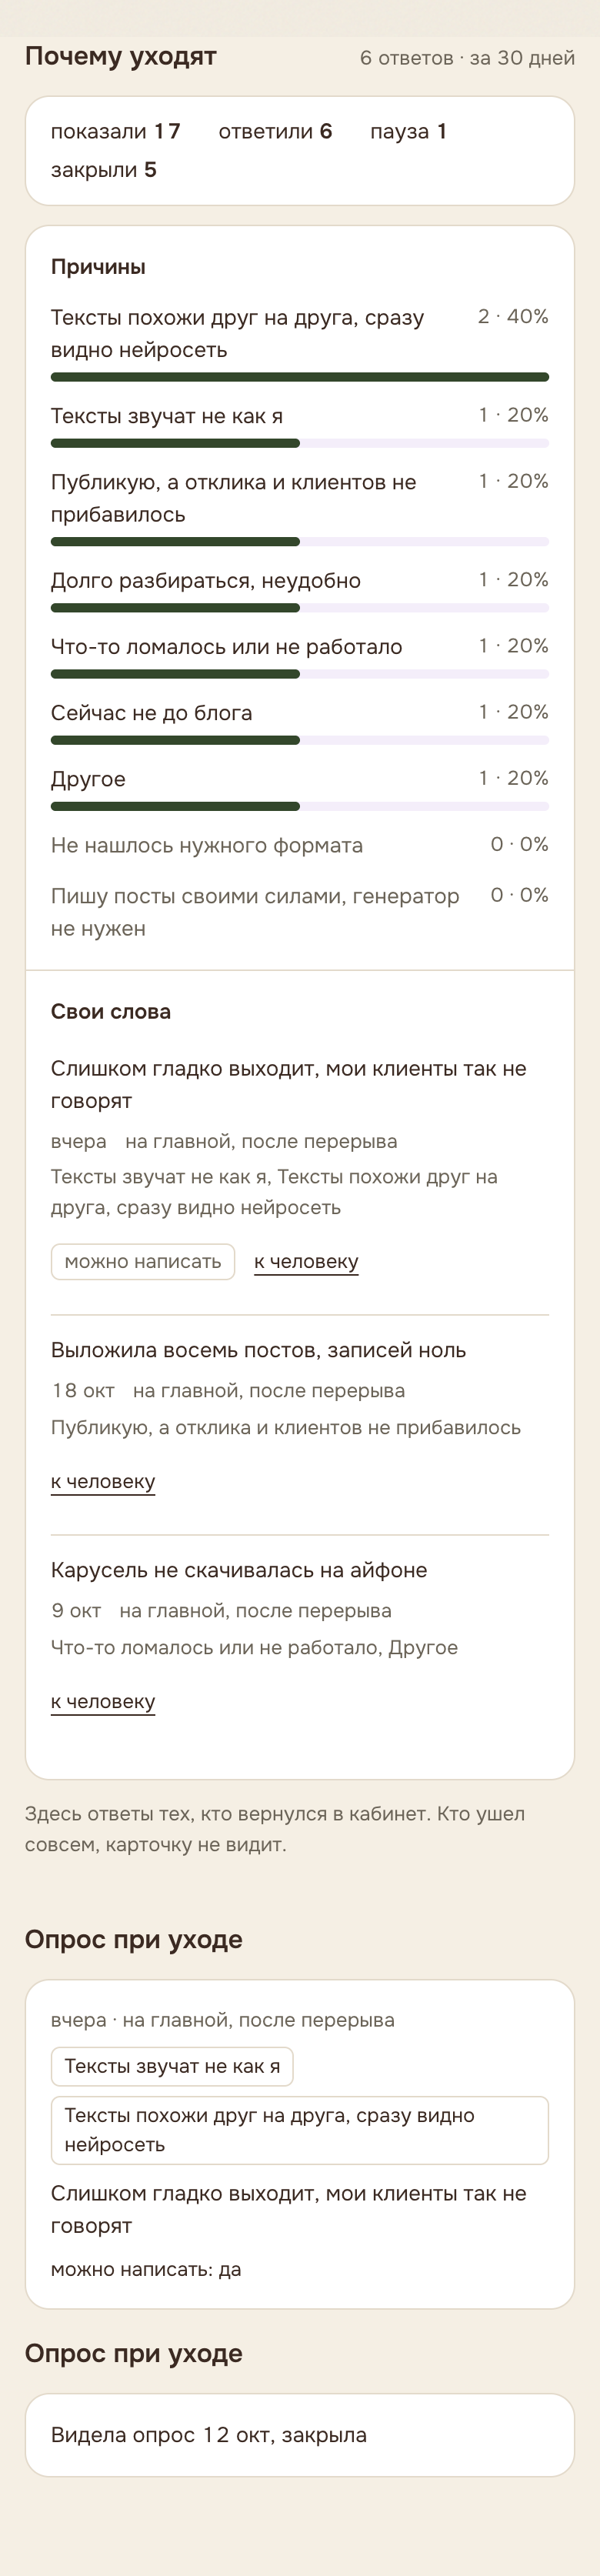 Почему уходят
6 ответов · за 30 дней
показали 17 ответили 6 пауза 1
закрыли 5
Причины
Тексты похожи друг на друга, сразу
видно нейросеть
2 · 40%
Тексты звучат не как я
1 · 20%
Публикую, а отклика и клиентов не
прибавилось
1 · 20%
Долго разбираться, неудобно
1 · 20%
Что-то ломалось или не работало
1 · 20%
Сейчас не до блога
1 · 20%
Другое
1 · 20%
Не нашлось нужного формата
0 · 0%
Пишу посты своими силами, генератор
не нужен
0 · 0%
Свои слова
Слишком гладко выходит, мои клиенты так не
говорят
вчера на главной, после перерыва
Тексты звучат не как я, Тексты похожи друг на
друга, сразу видно нейросеть
можно написать к человеку
Выложила восемь постов, записей ноль
18 окт на главной, после перерыва
Публикую, а отклика и клиентов не прибавилось
к человеку
Карусель не скачивалась на айфоне
9 окт на главной, после перерыва
Что-то ломалось или не работало, Другое
к человеку
Здесь ответы тех, кто вернулся в кабинет. Кто ушел
совсем, карточку не видит.
Опрос при уходе
вчера · на главной, после перерыва
Тексты звучат не как я
Тексты похожи друг на друга, сразу видно
нейросеть
Слишком гладко выходит, мои клиенты так не
говорят
можно написать: да
Опрос при уходе
Видела опрос 12 окт, закрыла